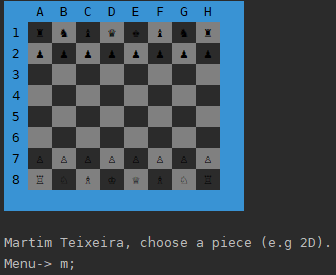 A B C D E F G H
1 ♜ ♞ ♝ ♛ ♚ ♝ ♞ ♜
2 ♟ ♟ ♟ ♟ ♟ ♟ ♟ ♟
3
4
5
6
7 ♙ ♙ ♙ ♙ ♙ ♙ ♙ ♙
8 ♖ ♘ ♗ ♚ ♕ ♗ ♘ ♖
Martim Teixeira, choose a piece (e.g 2D).
Menu-> m;